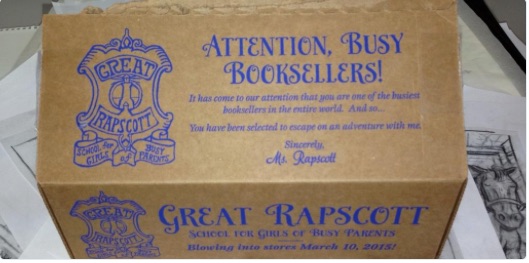 GREAT
RAPSCOTT
SCHOOL for GIRLS of BUSY PARENTS
ATTENTION, BUSY
BOOKSELLERS!
It has come to our attention that you are one of the busiest
booksellers in the entire world. And so...
You have been selected to escape on an adventure with me.
Sincerely,
Ms. Rapscott
GREAT
RAPSCOTT
GREAT RAPSCOTT
SCHOOL FOR GIRLS OF BUSY PARENTS
Blowing into stores March 10, 2015!